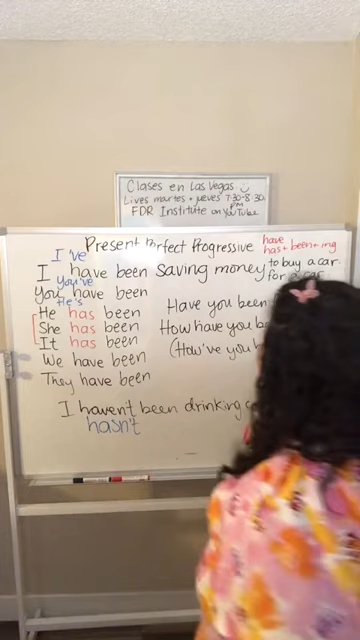 Clases en Las Vegas
Lives martes + jueves 7:30-8:30
PM
FDR Institute on YouTube
I've
Present Perfect Progressive
have
has + been + ing
I have been saving money
to buy a car.
for a car.
You've
You have been
He's
He has been
She has been
It has been
We have been
They have been
Have you been
How have you
(How've you
I haven't been drinking
hasn't